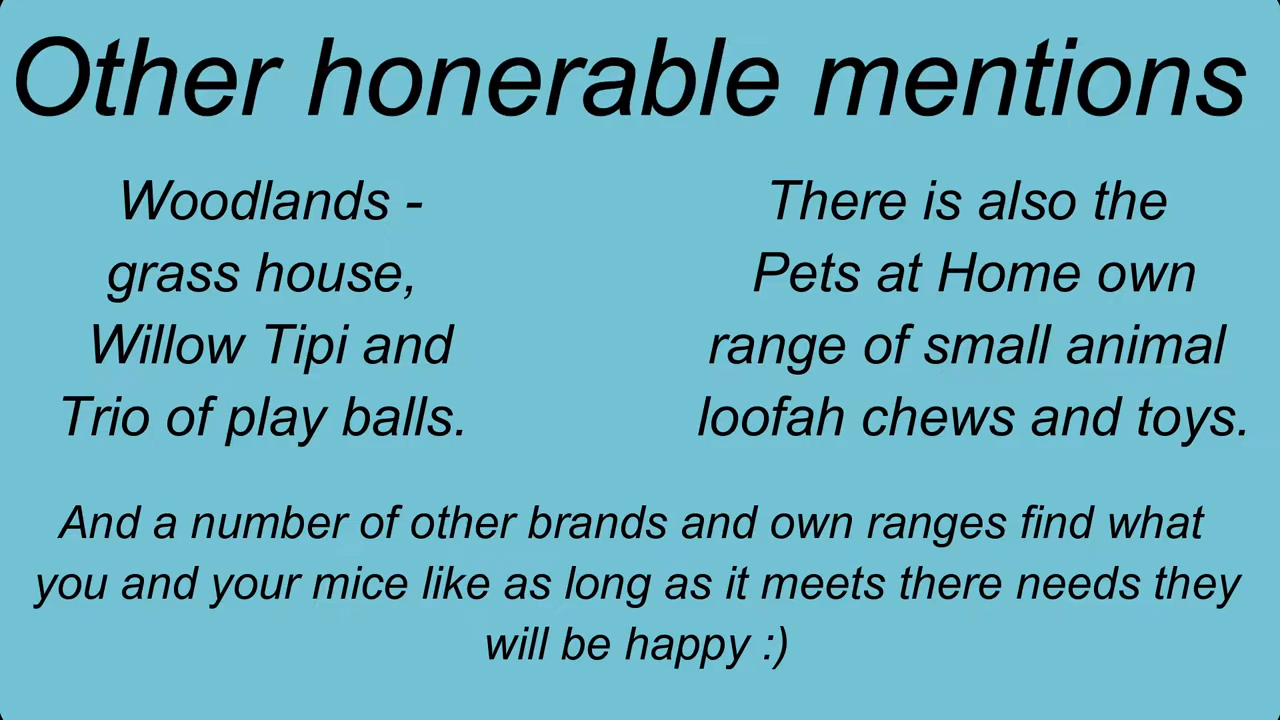 Other honerable mentions
Woodlands -
grass house,
Willow Tipi and
Trio of play balls.
There is also the
Pets at Home own
range of small animal
loofah chews and toys.
And a number of other brands and own ranges find what
you and your mice like as long as it meets there needs they
will be happy :)